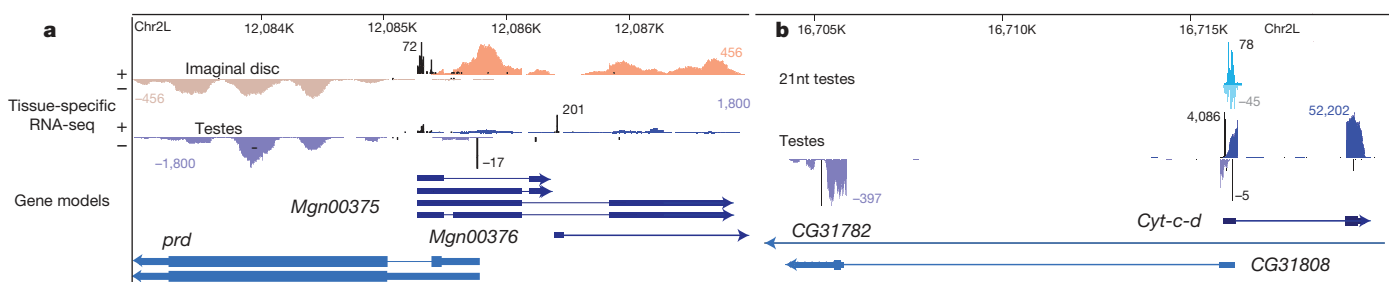 a
Chr2L 12,084K 12,085K 12,086K 12,087K
72
Imaginal disc
456
+
−
−456
Tissue-specific
RNA-seq
1,800
201
Testes
+
−
−1,800
−17
Gene models
Mgn00375
Mgn00376
prd
b
16,705K 16,710K 16,715K Chr2L
78
21nt testes
−45
4,086
52,202
Testes
−397
−5
Cyt-c-d
CG31782
CG31808